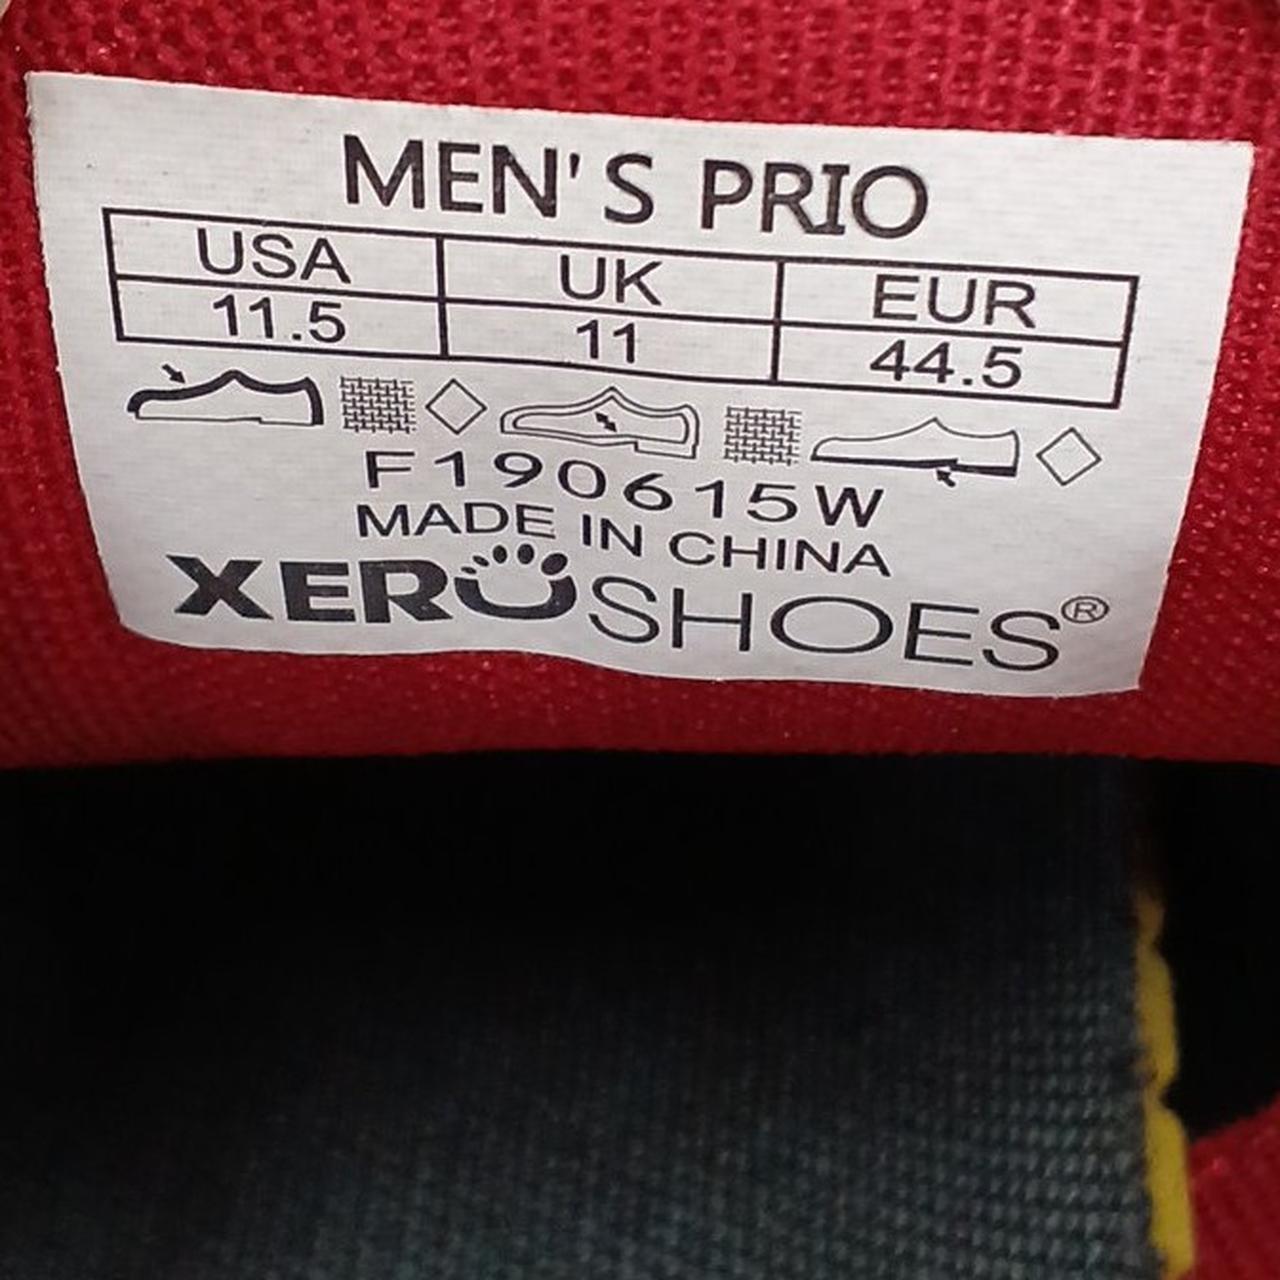 MEN'S PRIO
USA UK EUR
11.5 11 44.5
F190615W
MADE IN CHINA
XEROSHOES®